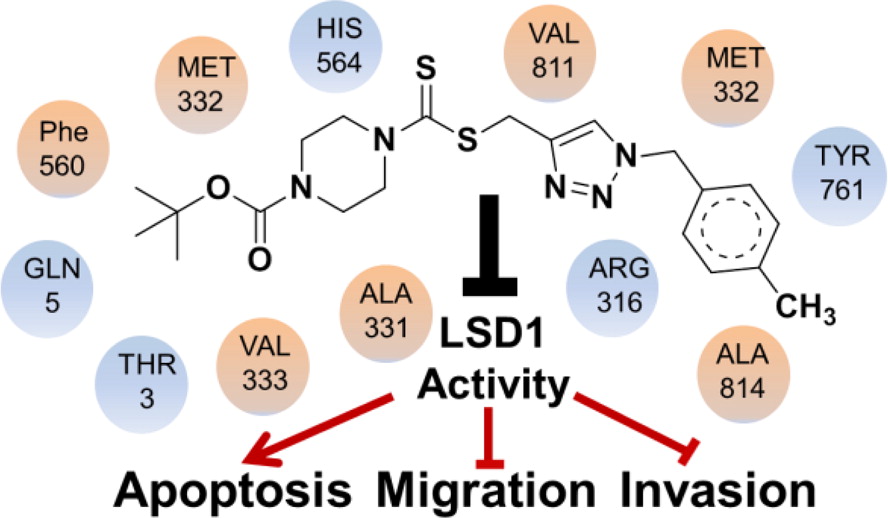 HIS
564
VAL
811
MET
332
MET
332
Phe
560
TYR
761
S
N
S
N
N
N
O
N
O
GLN
5
ARG
316
CH3
ALA
331
LSD1
Activity
THR
3
VAL
333
ALA
814
Apoptosis Migration Invasion